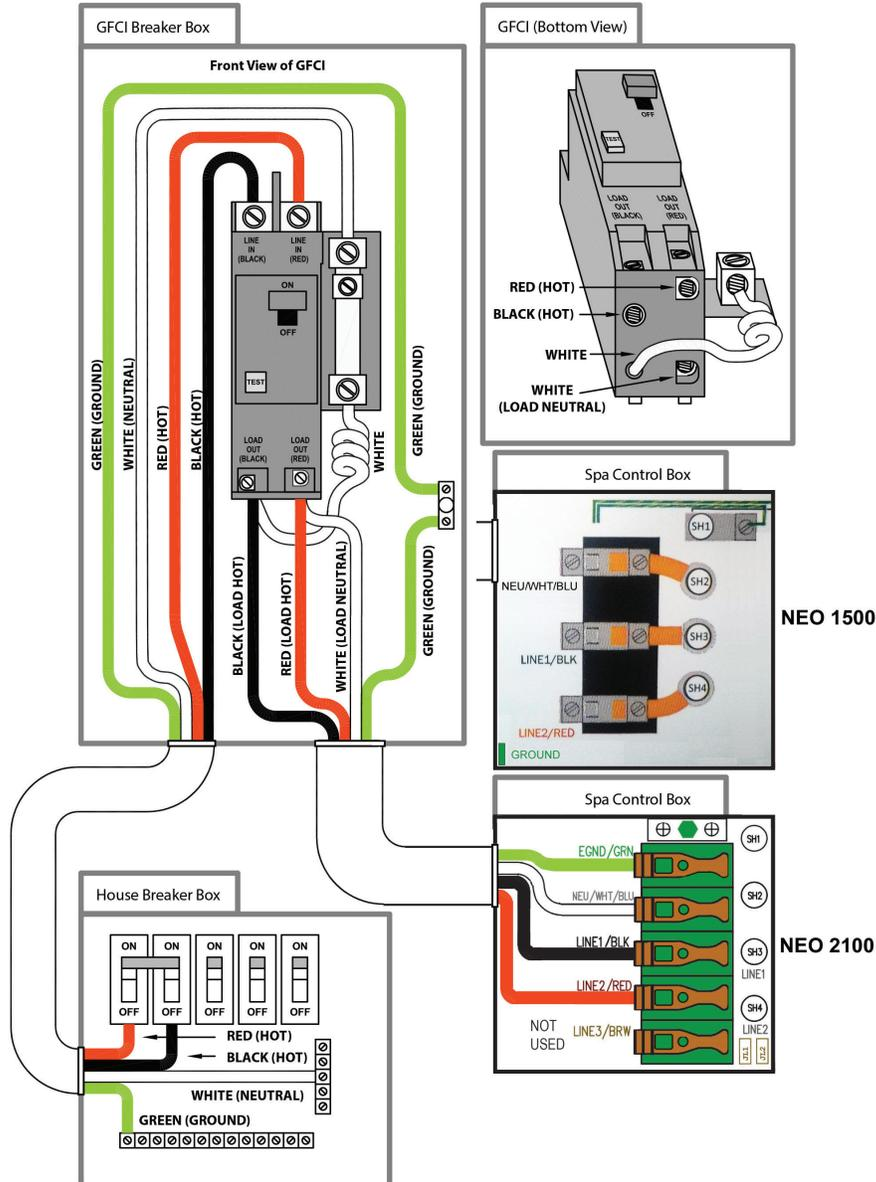 GFCI Breaker Box
Front View of GFCI
LINE
IN
(BLACK)
LINE
IN
(RED)
ON
OFF
TEST
LOAD
OUT
(BLACK)
LOAD
OUT
(RED)
GREEN (GROUND)
WHITE (NEUTRAL)
RED (HOT)
BLACK (HOT)
WHITE
GREEN (GROUND)
BLACK (LOAD HOT)
RED (LOAD HOT)
WHITE (LOAD NEUTRAL)
GREEN (GROUND)
GFCI (Bottom View)
OFF
TEST
LOAD
OUT
(BLACK)
LOAD
OUT
(RED)
RED (HOT)
BLACK (HOT)
WHITE
WHITE
(LOAD NEUTRAL)
Spa Control Box
SH1
NEU/WHT/BLU
SH2
LINE1/BLK
SH3
SH4
LINE2/RED
GROUND
NEO 1500
Spa Control Box
EGND/GRN
SH1
NEU/WHT/BLU
SH2
LINE1/BLK
SH3
LINE1
LINE2/RED
SH4
LINE2
NOT
USED
LINE3/BRW
JL1
JL2
NEO 2100
House Breaker Box
ON
ON
ON
ON
ON
OFF
OFF
OFF
OFF
OFF
RED (HOT)
BLACK (HOT)
WHITE (NEUTRAL)
GREEN (GROUND)